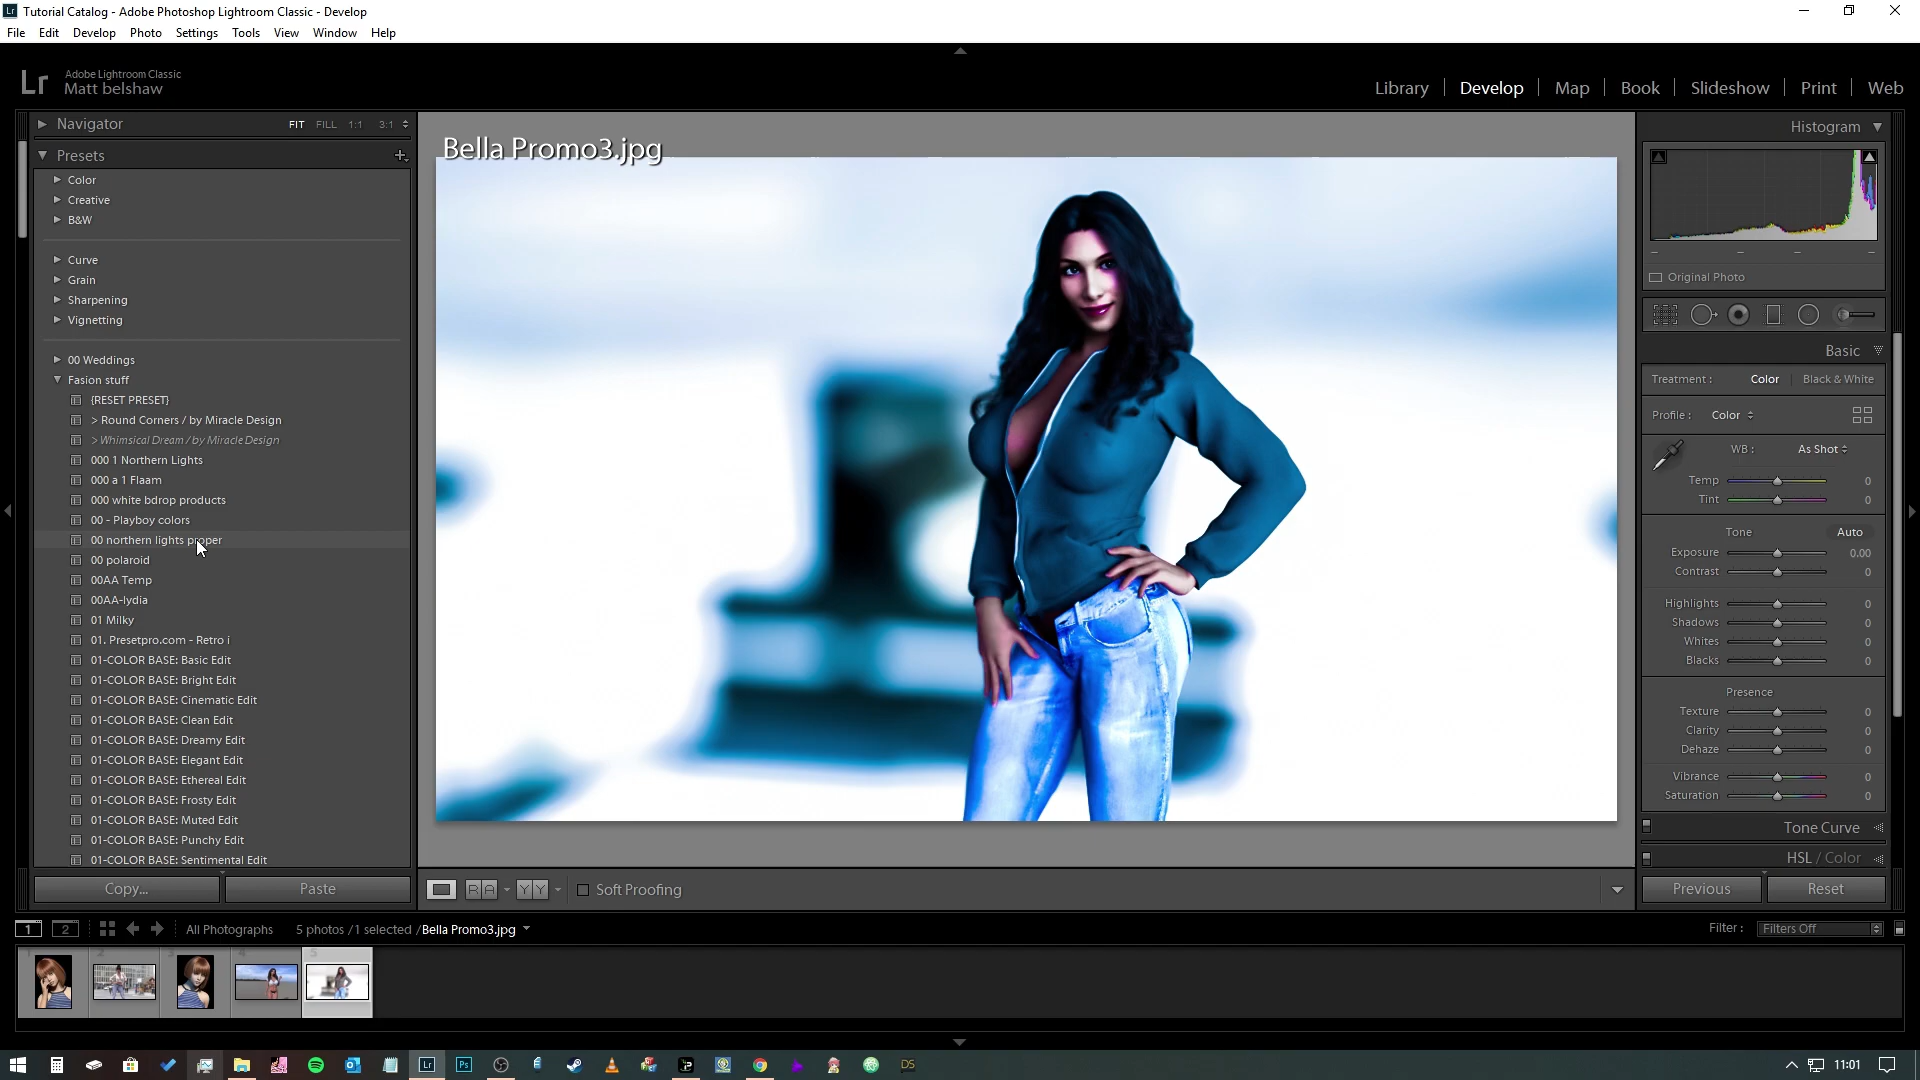 Lr Tutorial Catalog - Adobe Photoshop Lightroom Classic - Develop
File Edit Develop Photo Settings Tools View Window Help
Lr Adobe Lightroom Classic
Matt belshaw
Library Develop Map Book Slideshow Print Web
Navigator FIT FILL 1:1 3:1
Presets
Color
Creative
B&W
Curve
Grain
Sharpening
Vignetting
00 Weddings
Fasion stuff
{RESET PRESET}
> Round Corners / by Miracle Design
> Whimsical Dream / by Miracle Design
000 1 Northern Lights
000 a 1 Flaam
000 white bdrop products
00 - Playboy colors
00 northern lights proper
00 polaroid
00AA Temp
00AA-lydia
01 Milky
01. Presetpro.com - Retro i
01-COLOR BASE: Basic Edit
01-COLOR BASE: Bright Edit
01-COLOR BASE: Cinematic Edit
01-COLOR BASE: Clean Edit
01-COLOR BASE: Dreamy Edit
01-COLOR BASE: Elegant Edit
01-COLOR BASE: Ethereal Edit
01-COLOR BASE: Frosty Edit
01-COLOR BASE: Muted Edit
01-COLOR BASE: Punchy Edit
01-COLOR BASE: Sentimental Edit
Copy... Paste
Bella Promo3.jpg
R A Y Y Soft Proofing
Histogram
Original Photo
Basic
Treatment : Color Black & White
Profile : Color
WB : As Shot
Temp 0
Tint 0
Tone Auto
Exposure 0.00
Contrast 0
Highlights 0
Shadows 0
Whites 0
Blacks 0
Presence
Texture 0
Clarity 0
Dehaze 0
Vibrance 0
Saturation 0
Tone Curve
HSL / Color
Previous Reset
1 2 All Photographs 5 photos / 1 selected / Bella Promo3.jpg Filter : Filters Off
Lr Ps DS 11:01